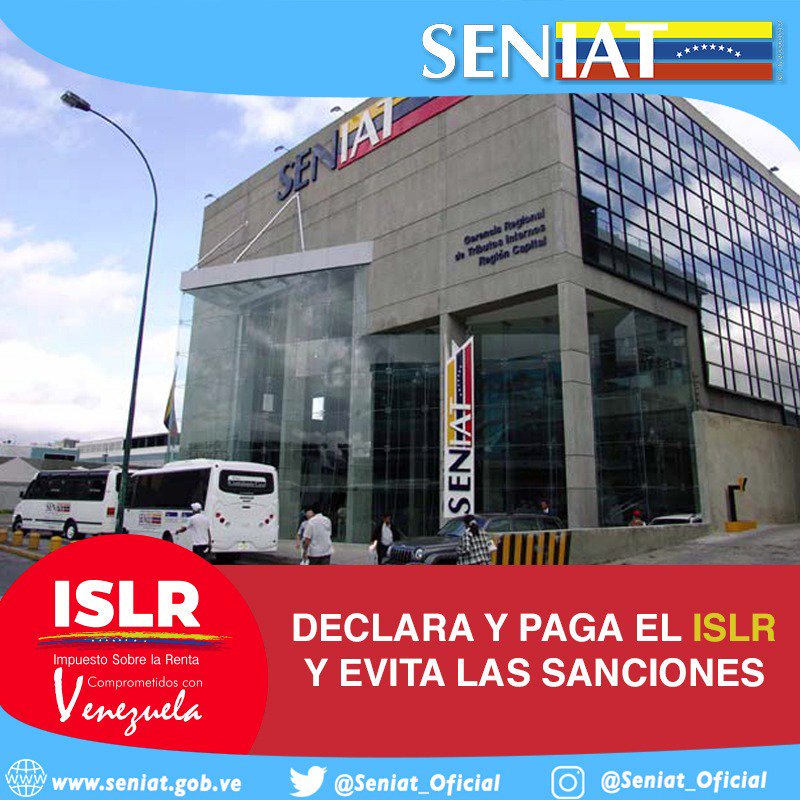 SENIAT
SENIAT
Gerencia Regional
de Tributos Internos
Región Capital
SENIAT
SENIAT
ISLR
Impuesto Sobre la Renta
Comprometidos con
Venezuela
DECLARA Y PAGA EL ISLR
Y EVITA LAS SANCIONES
www.seniat.gob.ve
@Seniat_Oficial
@Seniat_Oficial